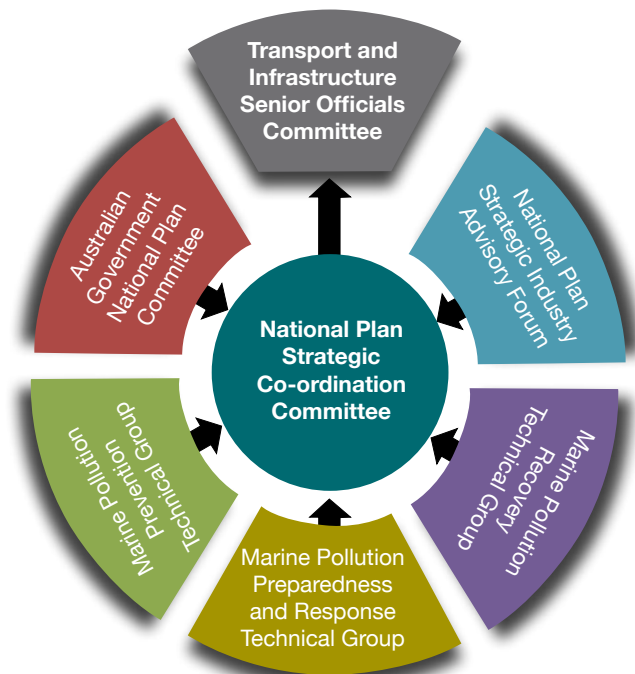 Transport and
Infrastructure
Senior Officials
Committee
Australian
Government
National Plan
Committee
National Plan
Strategic Industry
Advisory Forum
National Plan
Strategic
Co-ordination
Committee
Marine Pollution
Prevention
Technical Group
Marine Pollution
Recovery
Technical Group
Marine Pollution
Preparedness
and Response
Technical Group